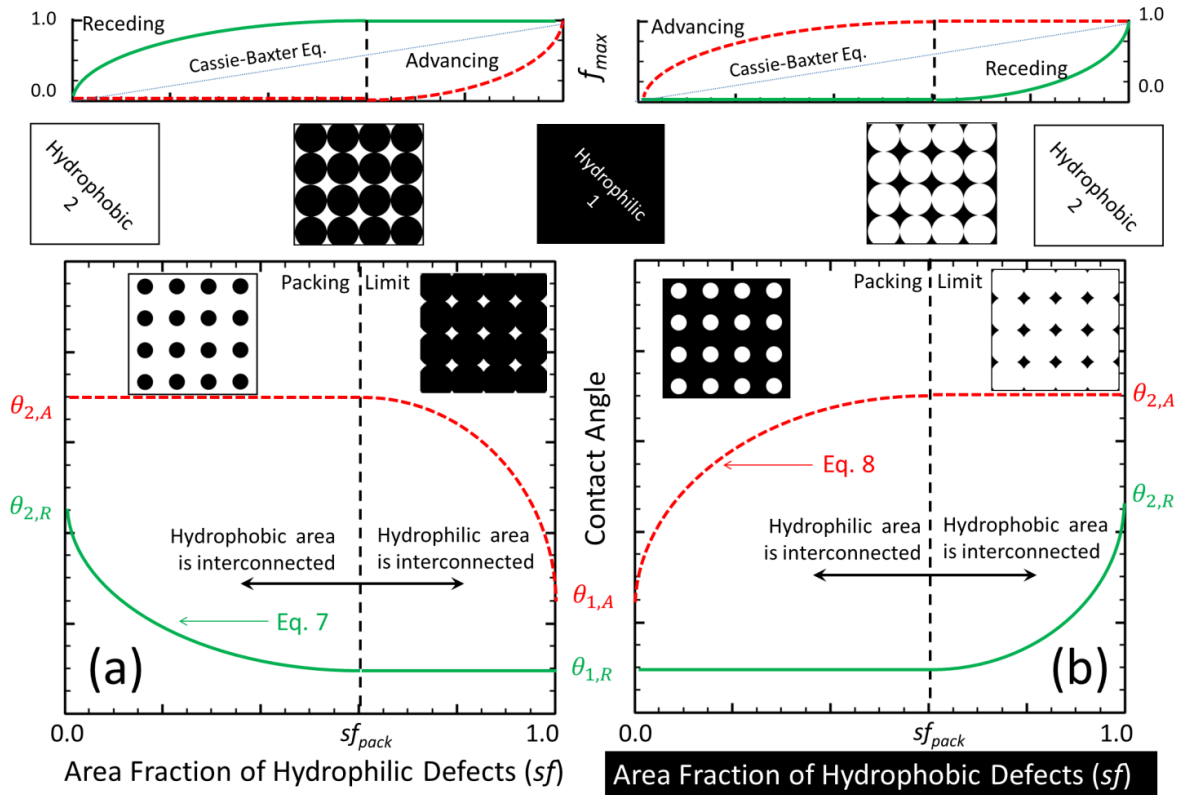 Receding
Cassie-Baxter Eq.
Advancing
1.0
0.0
Advancing
Cassie-Baxter Eq.
Receding
f_max
1.0
0.0
Hydrophobic
2
Hydrophilic
1
Hydrophobic
2
Packing Limit
θ2,A
θ2,R
Hydrophobic area
is interconnected
Hydrophilic area
is interconnected
Eq. 7
(a)
0.0
sf_pack
1.0
Area Fraction of Hydrophilic Defects (sf)
Contact Angle
θ1,A
θ1,R
Packing Limit
Eq. 8
Hydrophilic area
is interconnected
Hydrophobic area
is interconnected
θ2,A
θ2,R
(b)
0.0
sf_pack
1.0
Area Fraction of Hydrophobic Defects (sf)